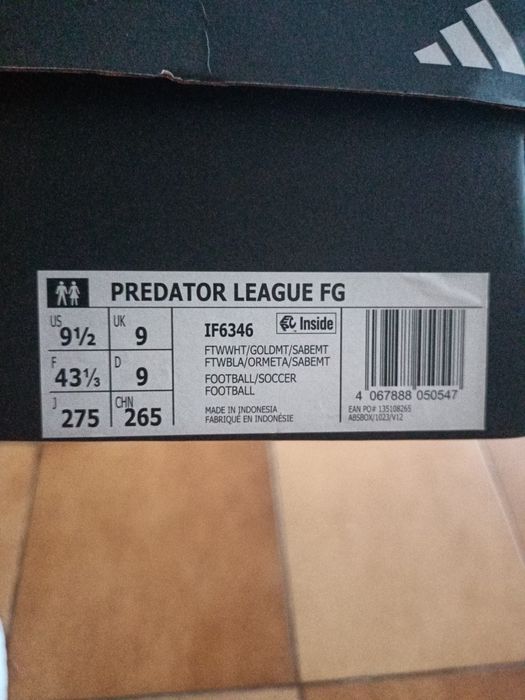 PREDATOR LEAGUE FG
US
9½
UK
9
F
43⅓
D
9
J
275
CHN
265
IF6346
Inside
FTWWHT/GOLDMT/SABEMT
FTWBLA/ORMETA/SABEMT
FOOTBALL/SOCCER
FOOTBALL
MADE IN INDONESIA
FABRIQUÉ EN INDONÉSIE
4 067888 050547
EAN PO# 135108265
ABSBOX/1023/V12